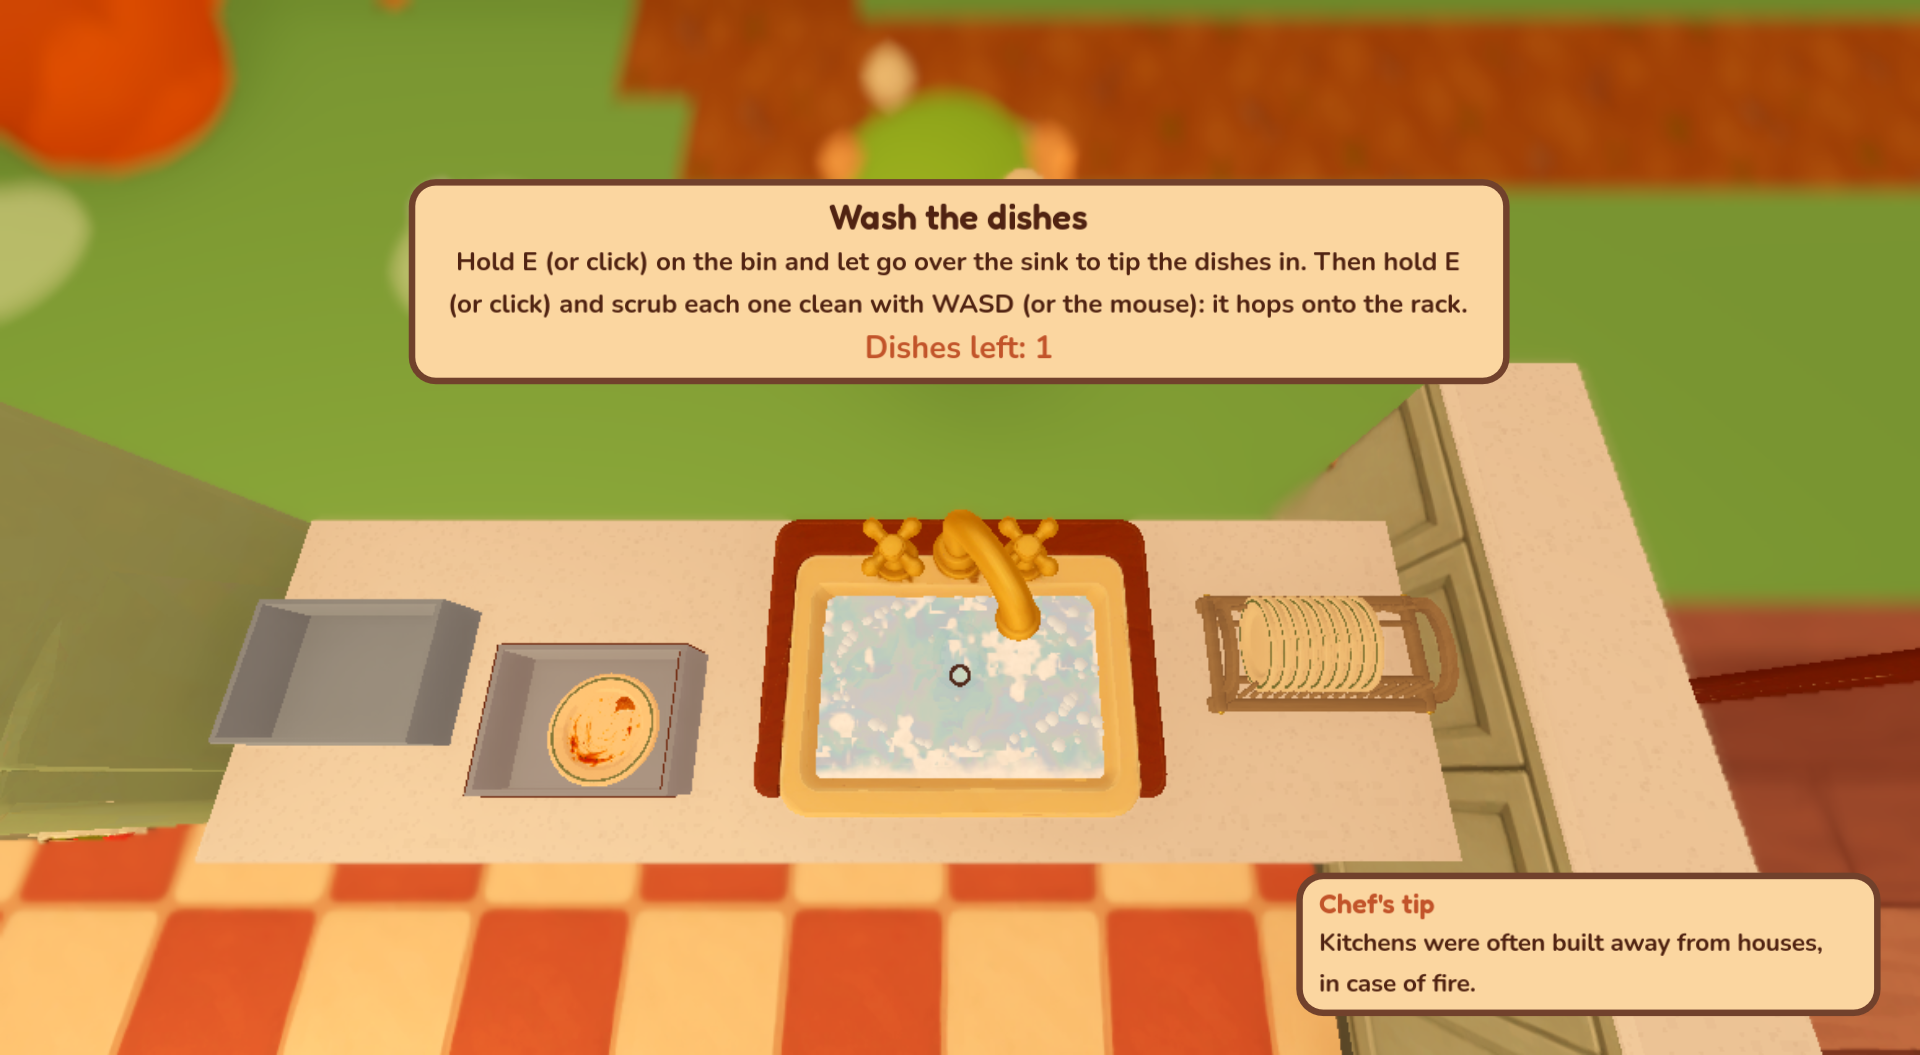 Wash the dishes
Hold E (or click) on the bin and let go over the sink to tip the dishes in. Then hold E
(or click) and scrub each one clean with WASD (or the mouse): it hops onto the rack.
Dishes left: 1
Chef's tip
Kitchens were often built away from houses,
in case of fire.